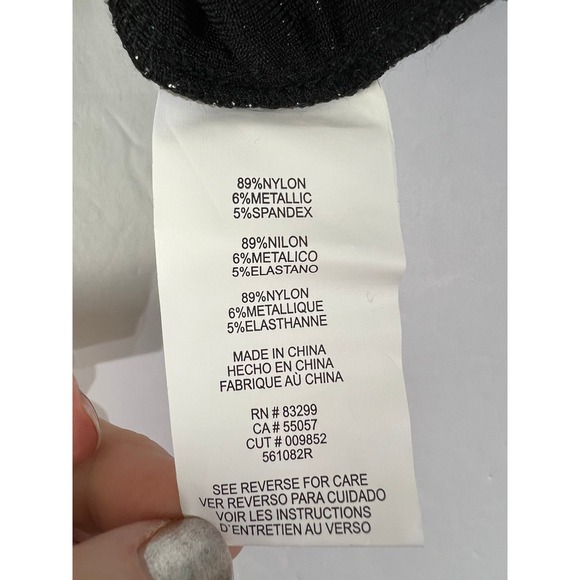 89%NYLON
6%METALLIC
5%SPANDEX
89%NILON
6%METALICO
5%ELASTANO
89%NYLON
6%METALLIQUE
5%ELASTHANNE
MADE IN CHINA
HECHO EN CHINA
FABRIQUE AÙ CHINA
RN # 83299
CA # 55057
CUT # 009852
561082R
SEE REVERSE FOR CARE
VER REVERSO PARA CUIDADO
VOIR LES INSTRUCTIONS
D'ENTRETIEN AU VERSO